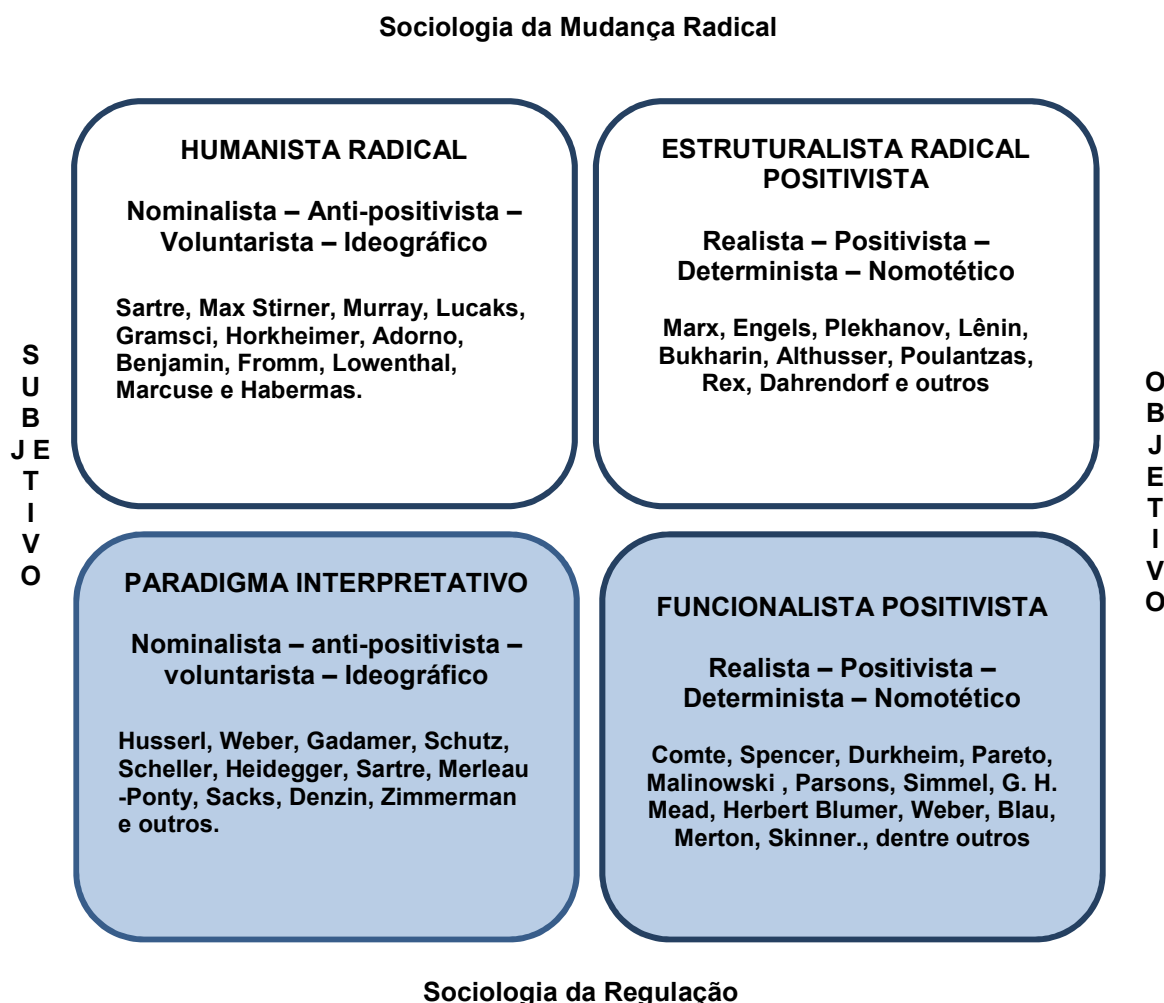 Sociologia da Mudança Radical
HUMANISTA RADICAL
Nominalista – Anti-positivista –
Voluntarista – Ideográfico
Sartre, Max Stirner, Murray, Lucaks,
Gramsci, Horkheimer, Adorno,
Benjamin, Fromm, Lowenthal,
Marcuse e Habermas.
ESTRUTURALISTA RADICAL
POSITIVISTA
Realista – Positivista –
Determinista – Nomotético
Marx, Engels, Plekhanov, Lênin,
Bukharin, Althusser, Poulantzas,
Rex, Dahrendorf e outros
S
U
B
J E
T
I
V
O
O
B
J
E
T
I
V
O
PARADIGMA INTERPRETATIVO
Nominalista – anti-positivista –
voluntarista – Ideográfico
Husserl, Weber, Gadamer, Schutz,
Scheller, Heidegger, Sartre, Merleau
-Ponty, Sacks, Denzin, Zimmerman
e outros.
FUNCIONALISTA POSITIVISTA
Realista – Positivista –
Determinista – Nomotético
Comte, Spencer, Durkheim, Pareto,
Malinowski , Parsons, Simmel, G. H.
Mead, Herbert Blumer, Weber, Blau,
Merton, Skinner., dentre outros
Sociologia da Regulação